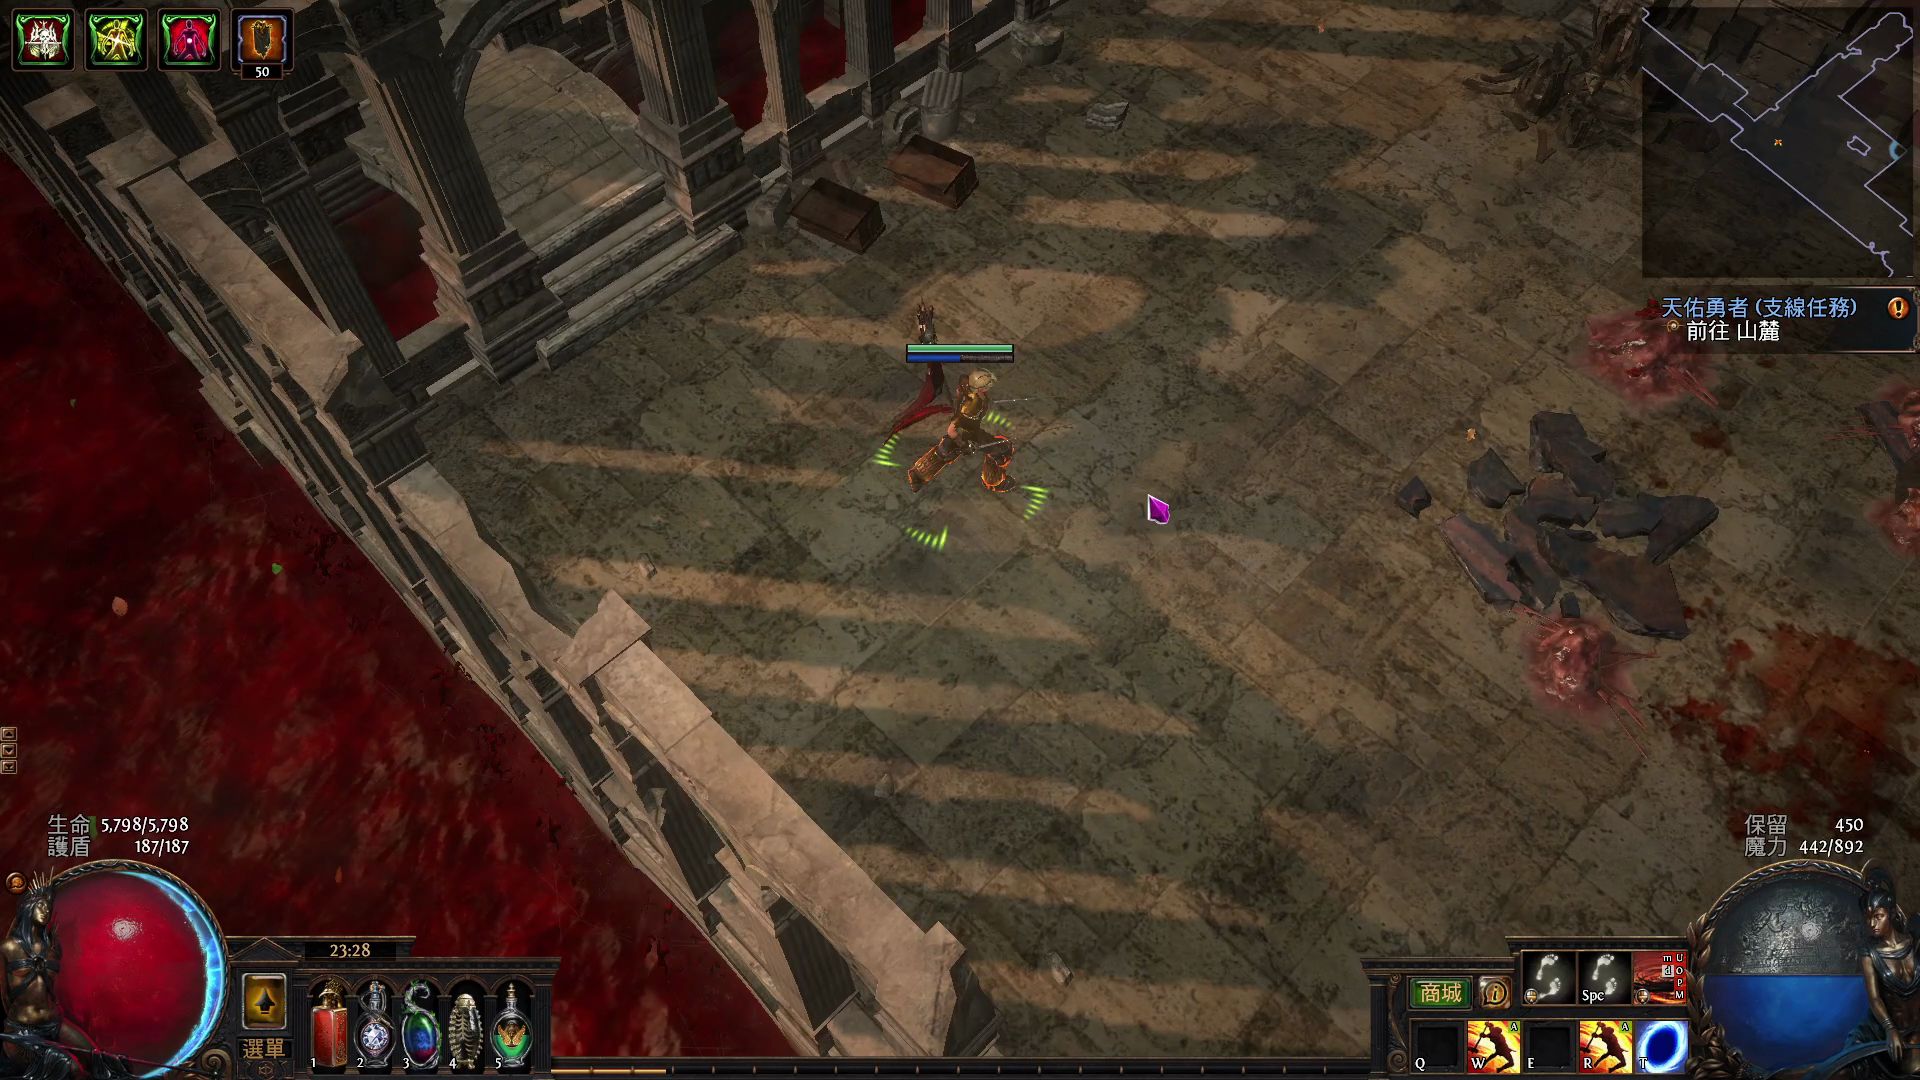 50
天佑勇者 (支線任務)
前往 山麓
生命 5,798/5,798
護盾 187/187
保留 450
魔力 442/892
23:28
選單
1 2 3 4 5
商城
Spc
m U
d O
P
M
Q W E R T
A A